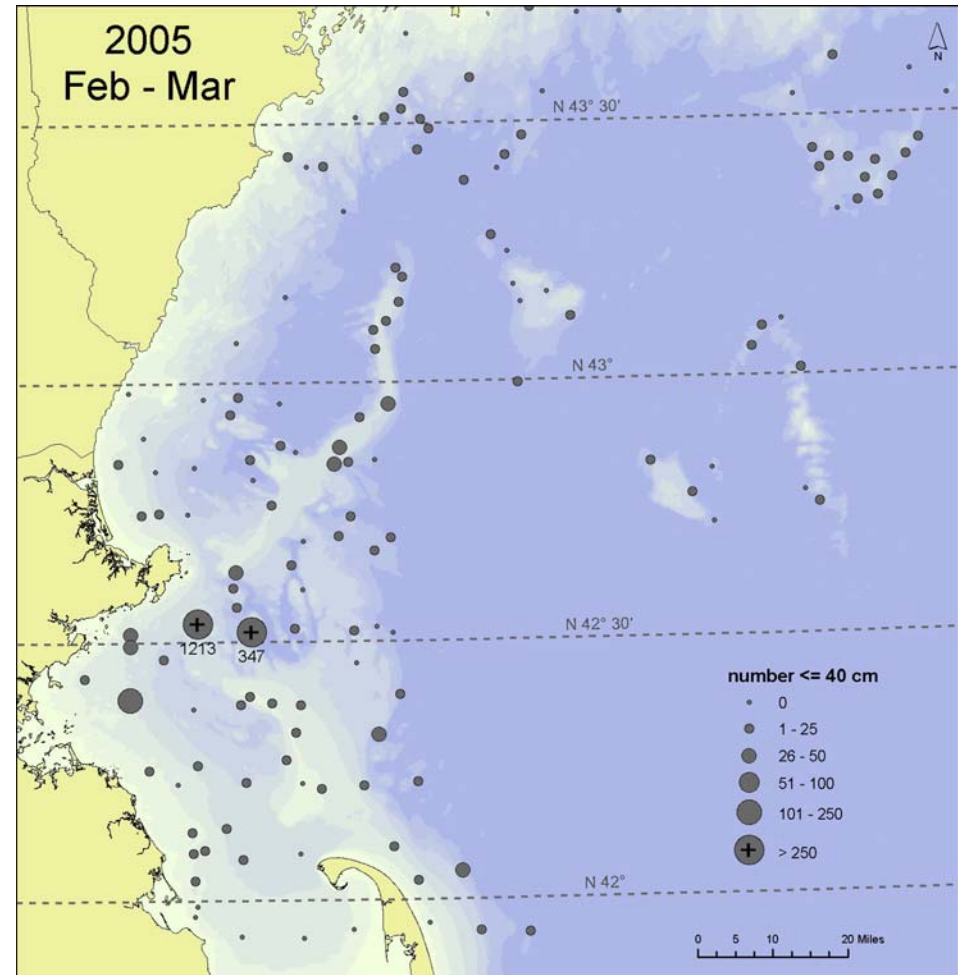 2005
Feb - Mar
N
N 43° 30'
N 43°
N 42° 30'
1213
347
number <= 40 cm
0
1 - 25
26 - 50
51 - 100
101 - 250
> 250
N 42°
0 5 10 20 Miles